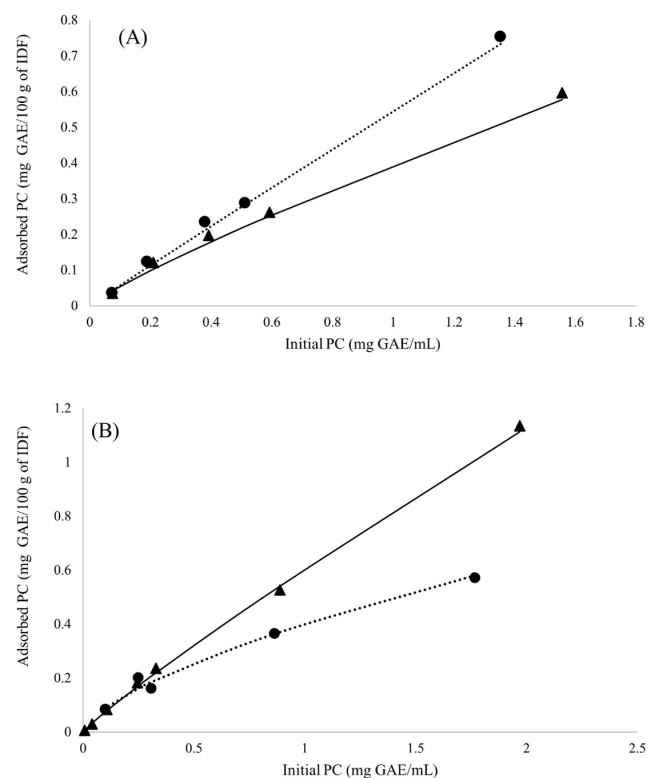 (A)
Adsorbed PC (mg GAE/100 g of IDF)
0.8
0.7
0.6
0.5
0.4
0.3
0.2
0.1
0
0 0.2 0.4 0.6 0.8 1 1.2 1.4 1.6 1.8
Initial PC (mg GAE/mL)
(B)
Adsorbed PC (mg GAE/100 g of IDF)
1.2
1
0.8
0.6
0.4
0.2
0
0 0.5 1 1.5 2 2.5
Initial PC (mg GAE/mL)